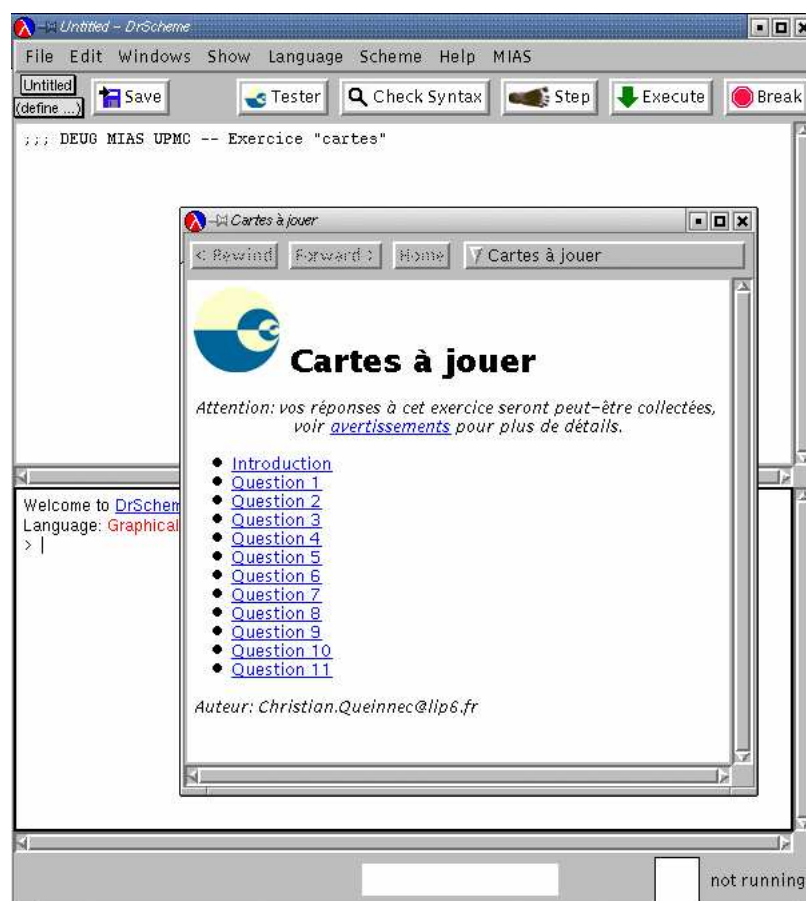 Untitled - DrScheme
File Edit Windows Show Language Scheme Help MIAS
Untitled
(define ...)
Save
Tester
Check Syntax
Step
Execute
Break
;;; DEUG MIAS UPMC -- Exercice "cartes"
Cartes à jouer
< Rewind
Forward >
Home
Cartes à jouer
Cartes à jouer
Attention: vos réponses à cet exercice seront peut-être collectées,
voir avertissements pour plus de détails.
Introduction
Question 1
Question 2
Question 3
Question 4
Question 5
Question 6
Question 7
Question 8
Question 9
Question 10
Question 11
Auteur: Christian.Queinnec@lip6.fr
Welcome to DrSchem
Language: Graphical
>
not running